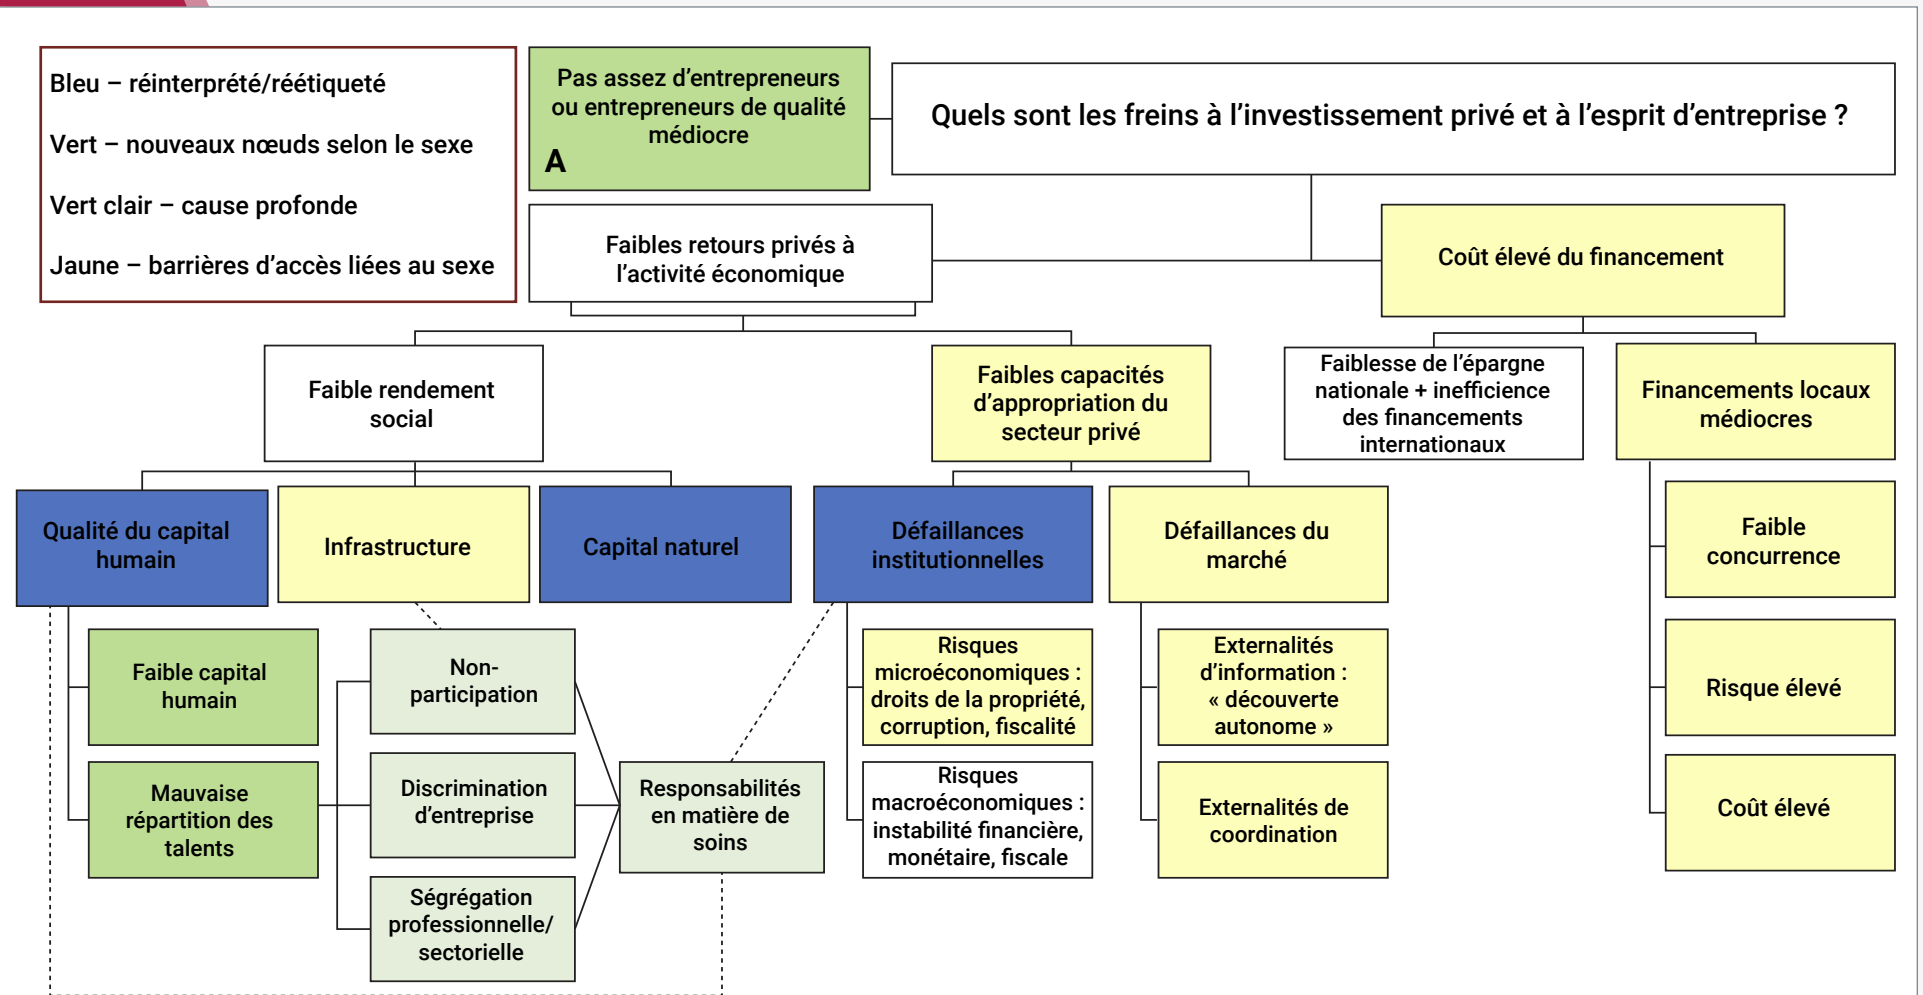 Bleu – réinterprété/réétiqueté
Vert – nouveaux nœuds selon le sexe
Vert clair – cause profonde
Jaune – barrières d’accès liées au sexe
Pas assez d’entrepreneurs
ou entrepreneurs de qualité
médiocre
A
Quels sont les freins à l’investissement privé et à l’esprit d’entreprise ?
Faibles retours privés à
l’activité économique
Coût élevé du financement
Faible rendement
social
Faibles capacités
d’appropriation du
secteur privé
Faiblesse de l’épargne
nationale + inefficience
des financements
internationaux
Financements locaux
médiocres
Qualité du capital
humain
Infrastructure
Capital naturel
Défaillances
institutionnelles
Défaillances du
marché
Faible
concurrence
Faible capital
humain
Non-
participation
Risques
microéconomiques :
droits de la propriété,
corruption, fiscalité
Externalités
d’information :
« découverte
autonome »
Risque élevé
Mauvaise
répartition des
talents
Discrimination
d’entreprise
Responsabilités
en matière de
soins
Risques
macroéconomiques :
instabilité financière,
monétaire, fiscale
Externalités de
coordination
Coût élevé
Ségrégation
professionnelle/
sectorielle